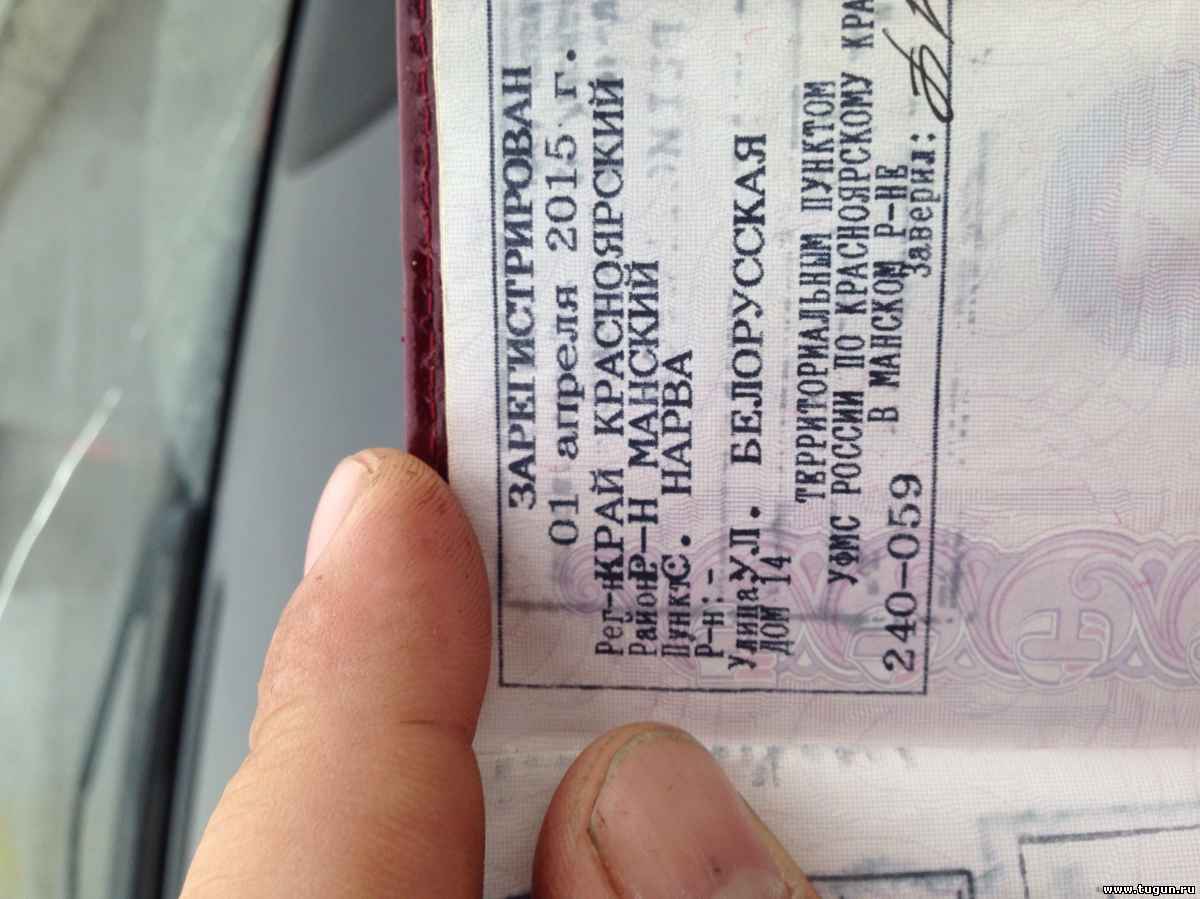 ЗАРЕГИСТРИРОВАН
01 апреля 2015 г.
Рег-н КРАЙ КРАСНОЯРСКИЙ
Район Р-Н МАНСКИЙ
Пункт С. НАРВА
Р-н: -
Улица УЛ. БЕЛОРУССКАЯ
ДОМ 14
ТЕРРИТОРИАЛЬНЫМ ПУНКТОМ
УФМС РОССИИ ПО КРАСНОЯРСКОМУ КРА
В МАНСКОМ Р-НЕ
240-059 Заверил:
www.tugun.ru